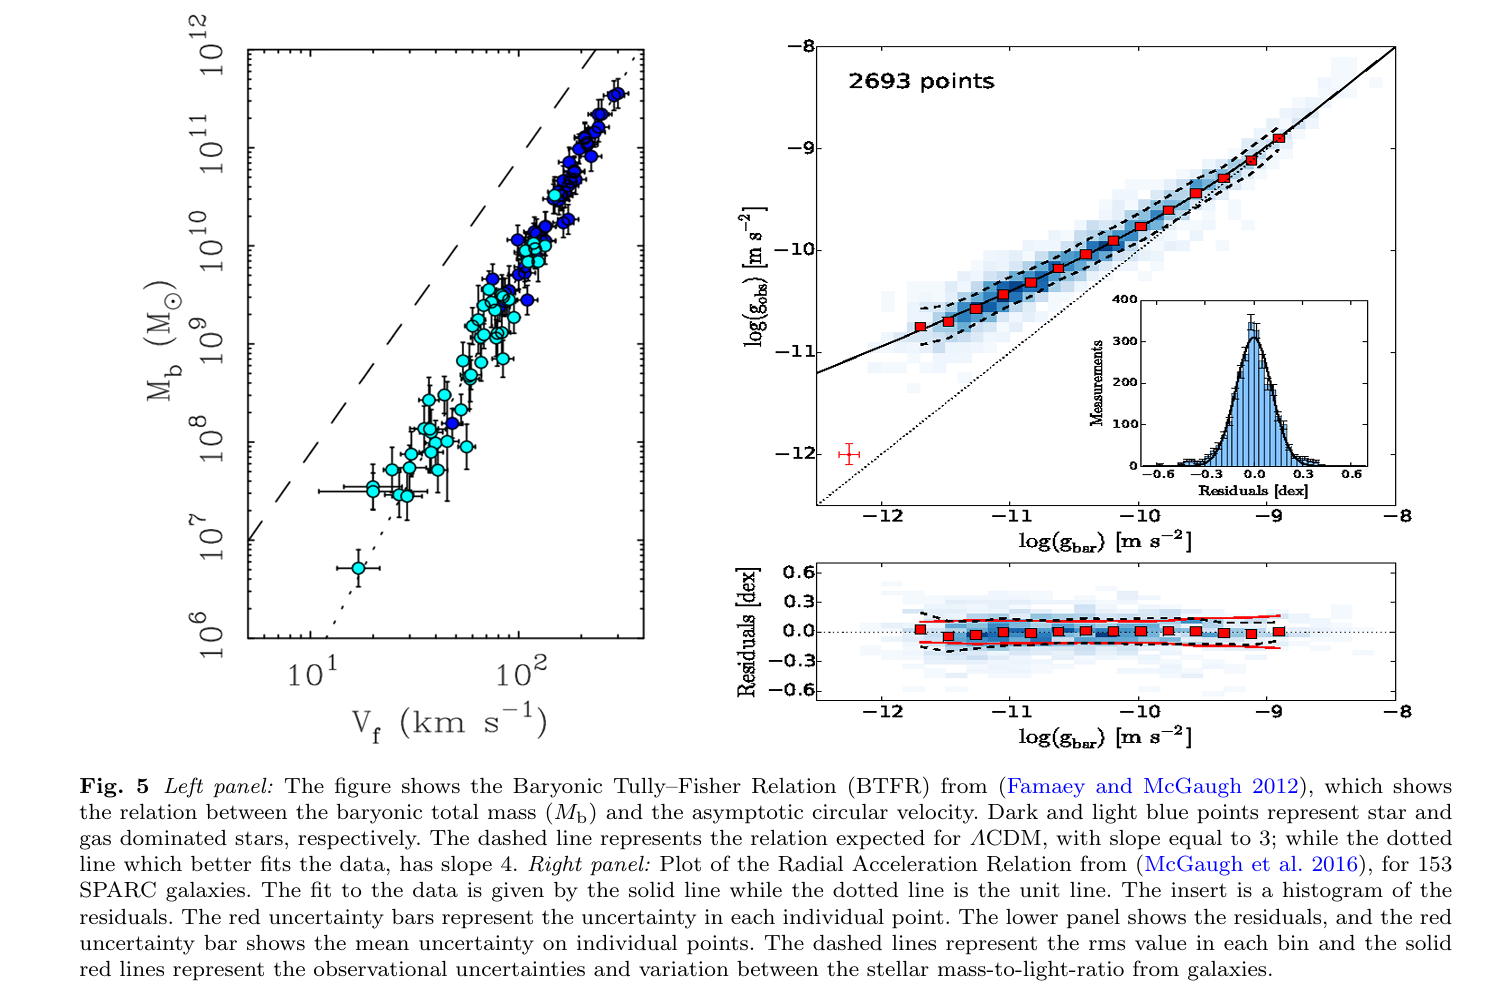 10^12
10^11
10^10
10^9
10^8
10^7
10^6
M_b (M_⊙)
10^1 10^2
V_f (km s^−1)
2693 points
−8
−9
−10
−11
−12
log(g_obs) [m s^−2]
−12 −11 −10 −9 −8
log(g_bar) [m s^−2]
400
300
200
100
0
Measurements
−0.6 −0.3 0.0 0.3 0.6
Residuals [dex]
0.6
0.3
0.0
−0.3
−0.6
Residuals [dex]
−12 −11 −10 −9 −8
log(g_bar) [m s^−2]
Fig. 5 Left panel: The figure shows the Baryonic Tully–Fisher Relation (BTFR) from (Famaey and McGaugh 2012), which shows
the relation between the baryonic total mass (M_b) and the asymptotic circular velocity. Dark and light blue points represent star and
gas dominated stars, respectively. The dashed line represents the relation expected for ΛCDM, with slope equal to 3; while the dotted
line which better fits the data, has slope 4. Right panel: Plot of the Radial Acceleration Relation from (McGaugh et al. 2016), for 153
SPARC galaxies. The fit to the data is given by the solid line while the dotted line is the unit line. The insert is a histogram of the
residuals. The red uncertainty bars represent the uncertainty in each individual point. The lower panel shows the residuals, and the red
uncertainty bar shows the mean uncertainty on individual points. The dashed lines represent the rms value in each bin and the solid
red lines represent the observational uncertainties and variation between the stellar mass-to-light-ratio from galaxies.